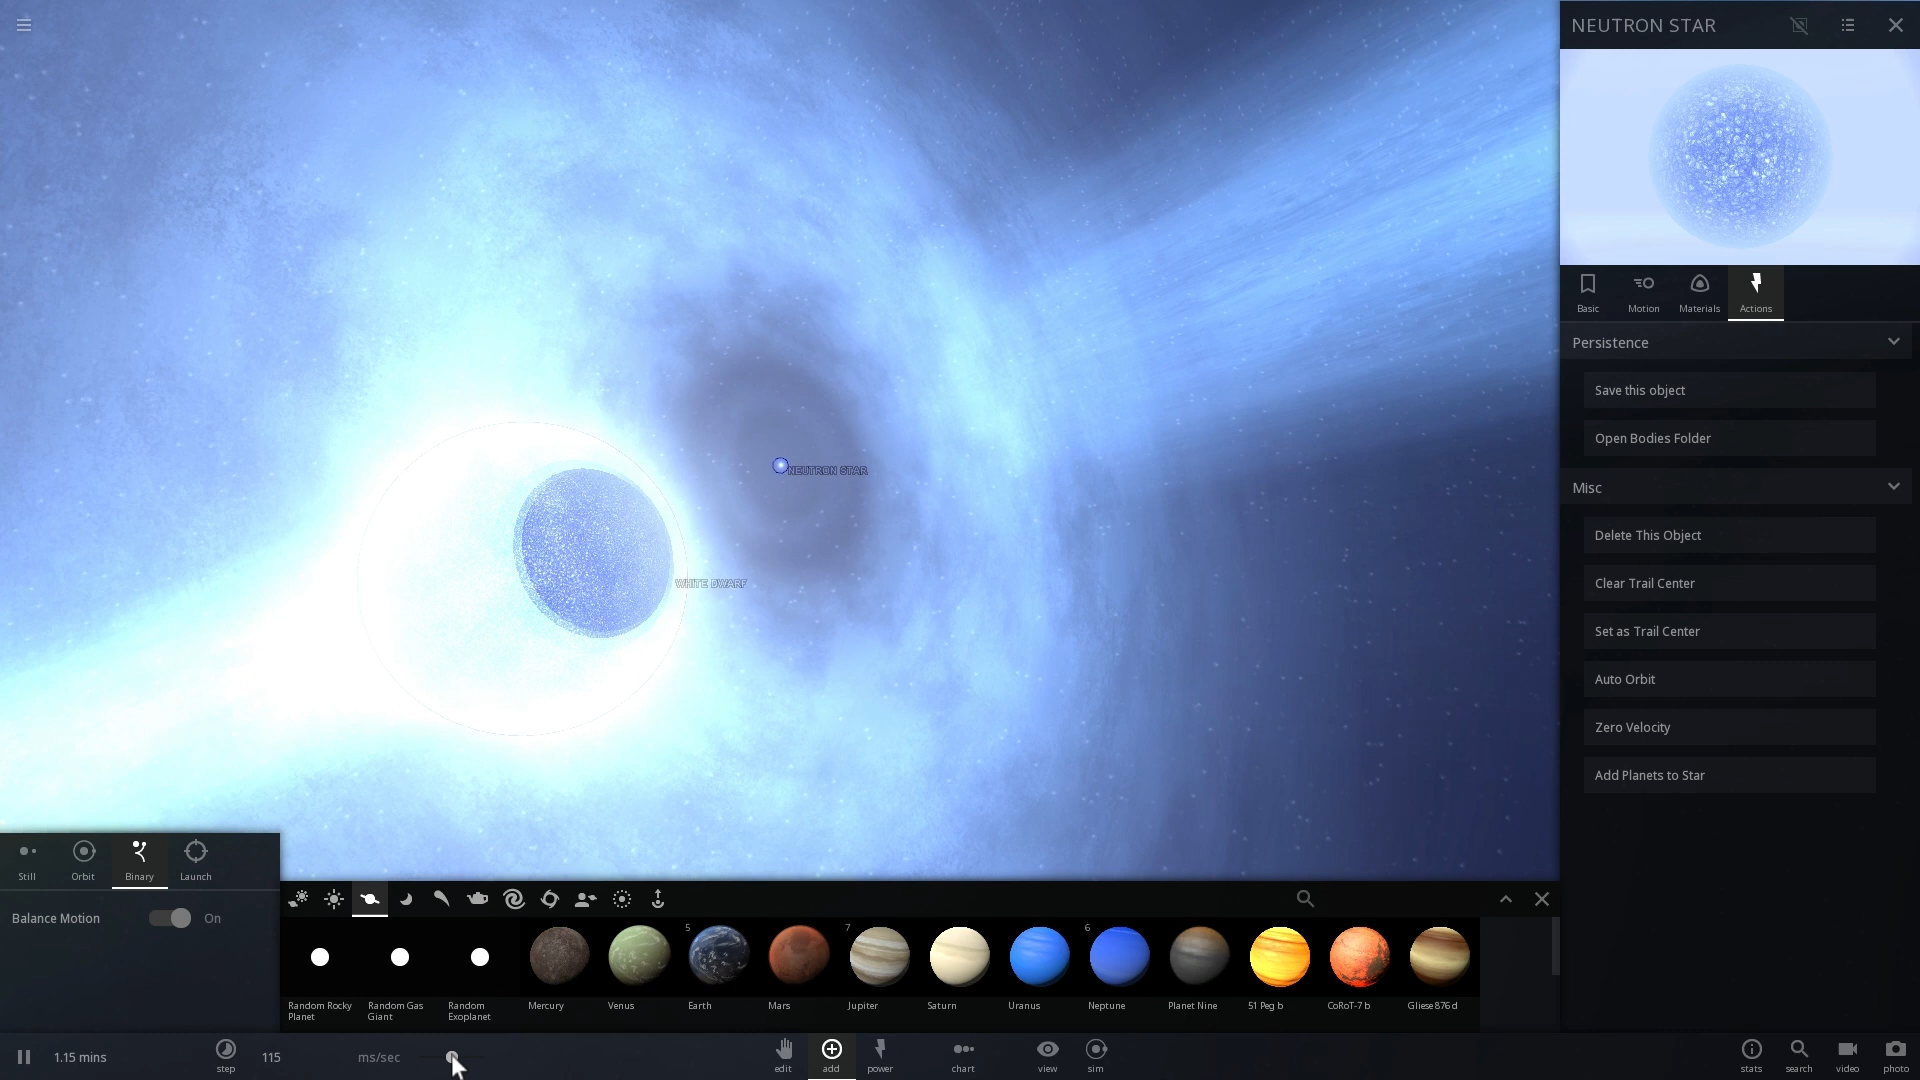 NEUTRON STAR
Basic
Motion
Materials
Actions
Persistence
Save this object
Open Bodies Folder
Misc
Delete This Object
Clear Trail Center
Set as Trail Center
Auto Orbit
Zero Velocity
Add Planets to Star
NEUTRON STAR
WHITE DWARF
Still
Orbit
Binary
Launch
Balance Motion
On
5
7
6
Random Rocky
Planet
Random Gas
Giant
Random
Exoplanet
Mercury
Venus
Earth
Mars
Jupiter
Saturn
Uranus
Neptune
Planet Nine
51 Peg b
CoRoT-7 b
Gliese 876 d
1.15 mins
step
115
ms/sec
edit
add
power
chart
view
sim
stats
search
video
photo